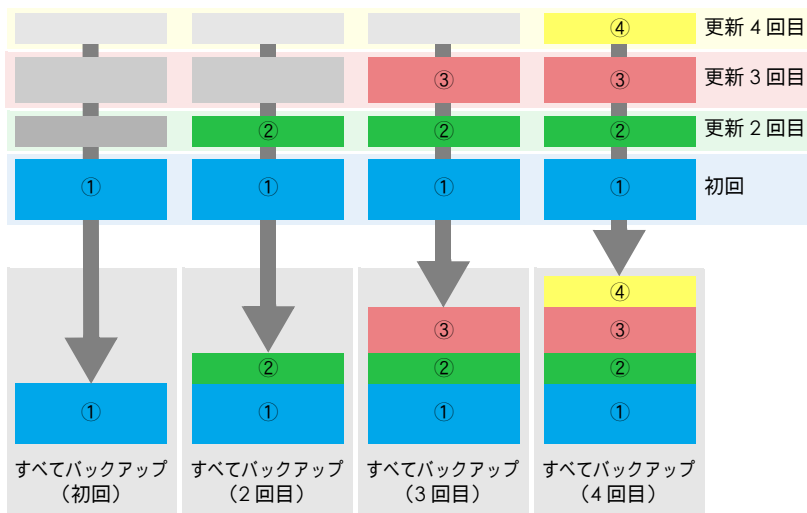 ④ 更新 4 回目
③ ③ 更新 3 回目
② ② ② 更新 2 回目
① ① ① ① 初回
④
③ ③
② ② ②
① ① ① ①
すべてバックアップ
（初回）
すべてバックアップ
（2 回目）
すべてバックアップ
（3 回目）
すべてバックアップ
（4 回目）